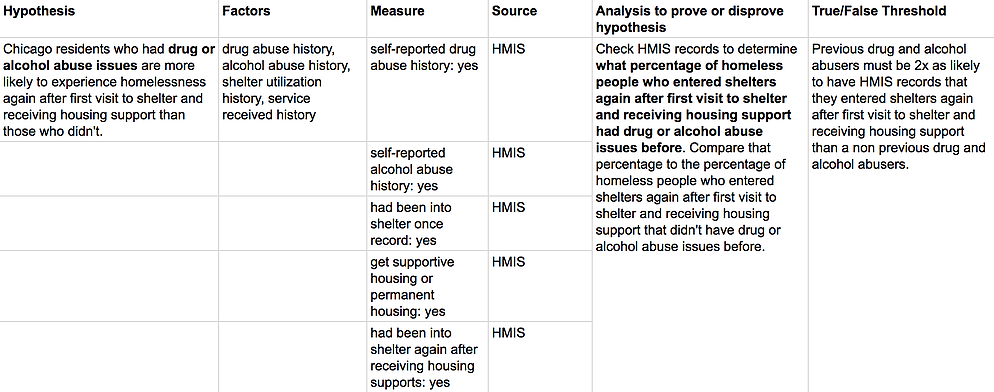 Hypothesis
Factors
Measure
Source
Analysis to prove or disprove
hypothesis
True/False Threshold
Chicago residents who had drug or
alcohol abuse issues are more
likely to experience homelessness
again after first visit to shelter and
receiving housing support than
those who didn't.
drug abuse history,
alcohol abuse history,
shelter utilization
history, service
received history
self-reported drug
abuse history: yes
HMIS
Check HMIS records to determine
what percentage of homeless
people who entered shelters
again after first visit to shelter
and receiving housing support
had drug or alcohol abuse
issues before. Compare that
percentage to the percentage of
homeless people who entered
shelters again after first visit to
shelter and receiving housing
support that didn't have drug or
alcohol abuse issues before.
Previous drug and alcohol
abusers must be 2x as likely
to have HMIS records that
they entered shelters again
after first visit to shelter and
receiving housing support
than a non previous drug and
alcohol abusers.
self-reported
alcohol abuse
history: yes
HMIS
had been into
shelter once
record: yes
HMIS
get supportive
housing or
permanent
housing: yes
HMIS
had been into
shelter again after
receiving housing
supports: yes
HMIS